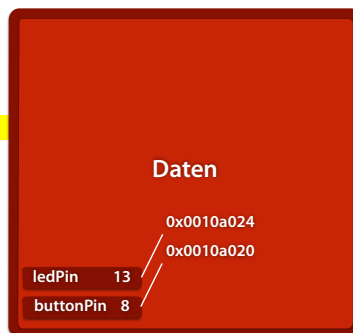 Daten
0x0010a024
0x0010a020
ledPin 13
buttonPin 8